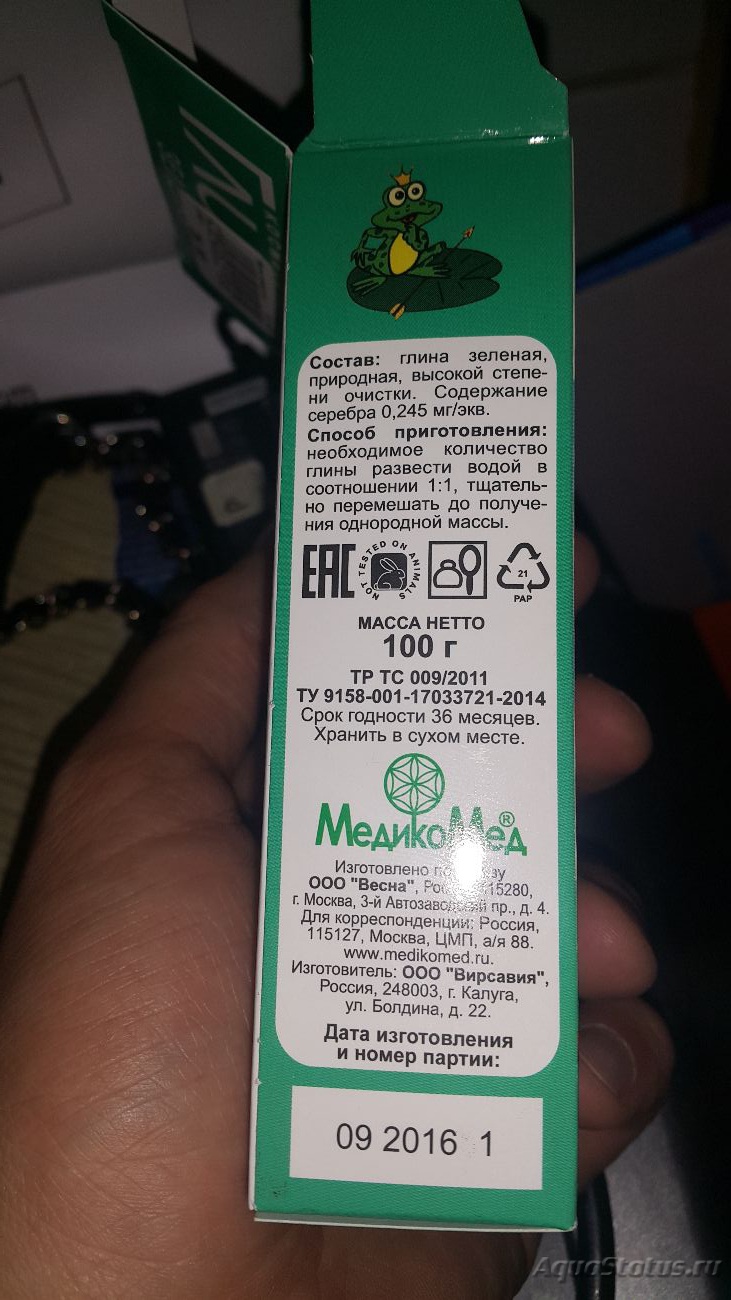 Состав: глина зеленая,
природная, высокой степе-
ни очистки. Содержание
серебра 0,245 мг/экв.
Способ приготовления:
необходимое количество
глины развести водой в
соотношении 1:1, тщатель-
но перемешать до получе-
ния однородной массы.
EAC
NOT TESTED ON ANIMALS
21
PAP
МАССА НЕТТО
100 г
ТР ТС 009/2011
ТУ 9158-001-17033721-2014
Срок годности 36 месяцев.
Хранить в сухом месте.
МедикоМед®
Изготовлено
ООО "Весна",
г. Москва, 3-й Автозаводский пр., д. 4.
Для корреспонденции: Россия,
115127, Москва, ЦМП, а/я 88.
www.medikomed.ru.
Изготовитель: ООО "Вирсавия",
Россия, 248003, г. Калуга,
ул. Болдина, д. 22.
Дата изготовления
и номер партии:
09 2016 1
AquaStatus.ru